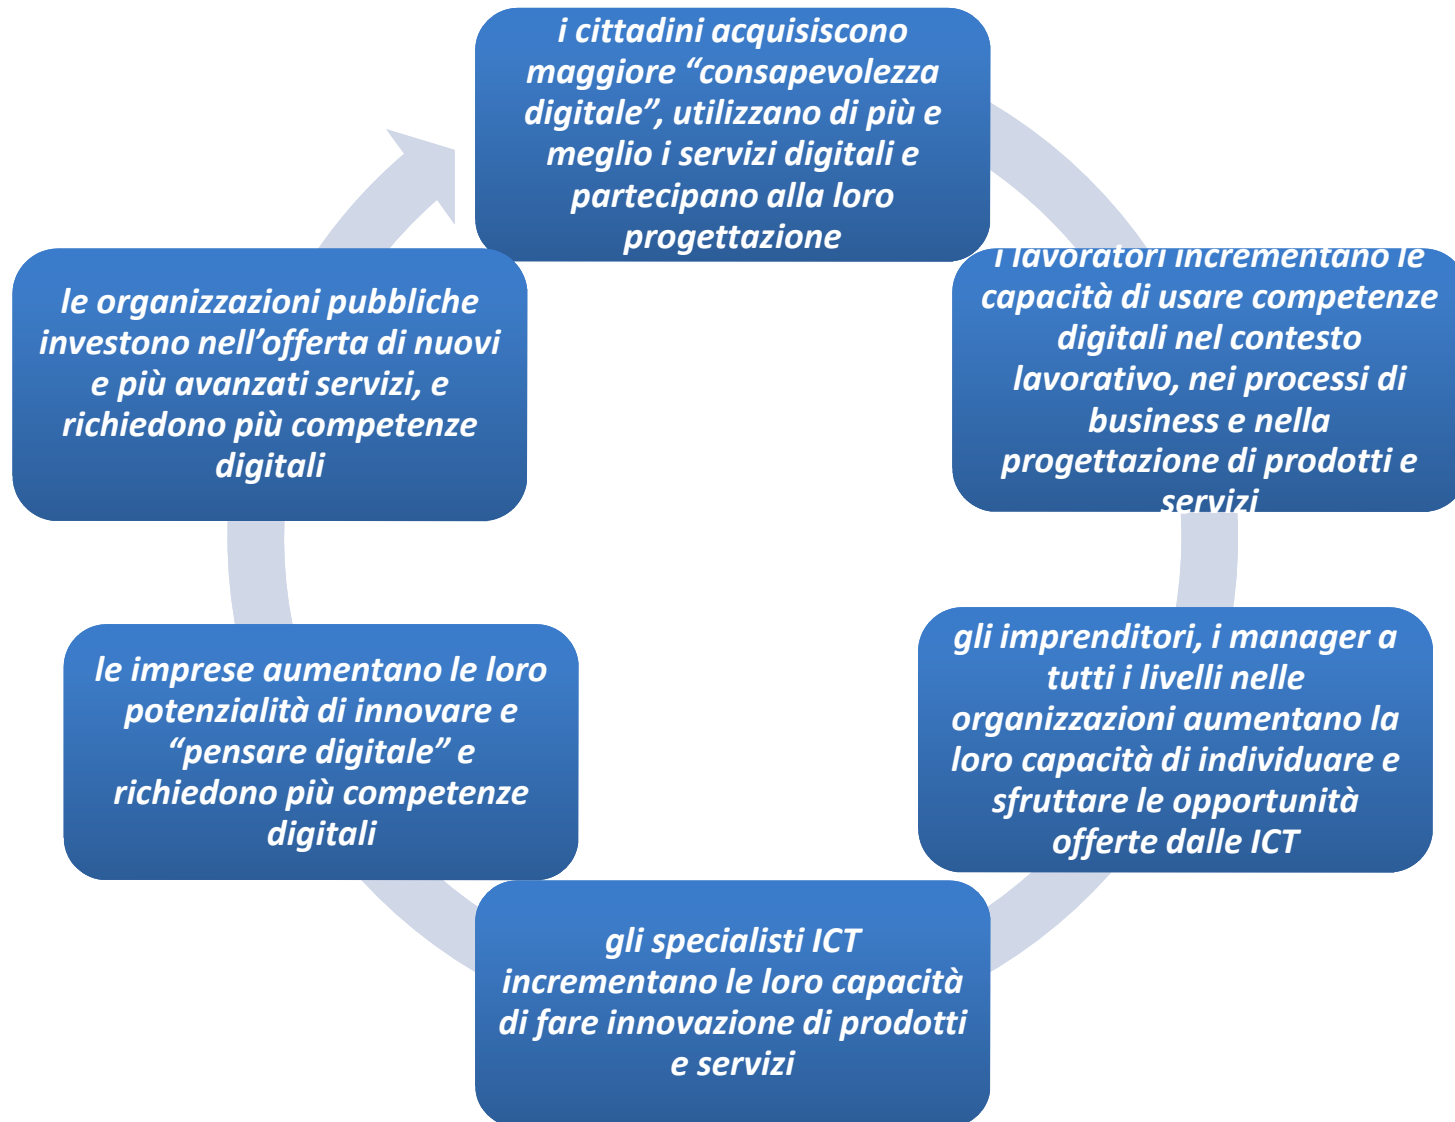 i cittadini acquisiscono
maggiore “consapevolezza
digitale”, utilizzano di più e
meglio i servizi digitali e
partecipano alla loro
progettazione
i lavoratori incrementano le
capacità di usare competenze
digitali nel contesto
lavorativo, nei processi di
business e nella
progettazione di prodotti e
servizi
gli imprenditori, i manager a
tutti i livelli nelle
organizzazioni aumentano la
loro capacità di individuare e
sfruttare le opportunità
offerte dalle ICT
gli specialisti ICT
incrementano le loro capacità
di fare innovazione di prodotti
e servizi
le imprese aumentano le loro
potenzialità di innovare e
“pensare digitale” e
richiedono più competenze
digitali
le organizzazioni pubbliche
investono nell’offerta di nuovi
e più avanzati servizi, e
richiedono più competenze
digitali